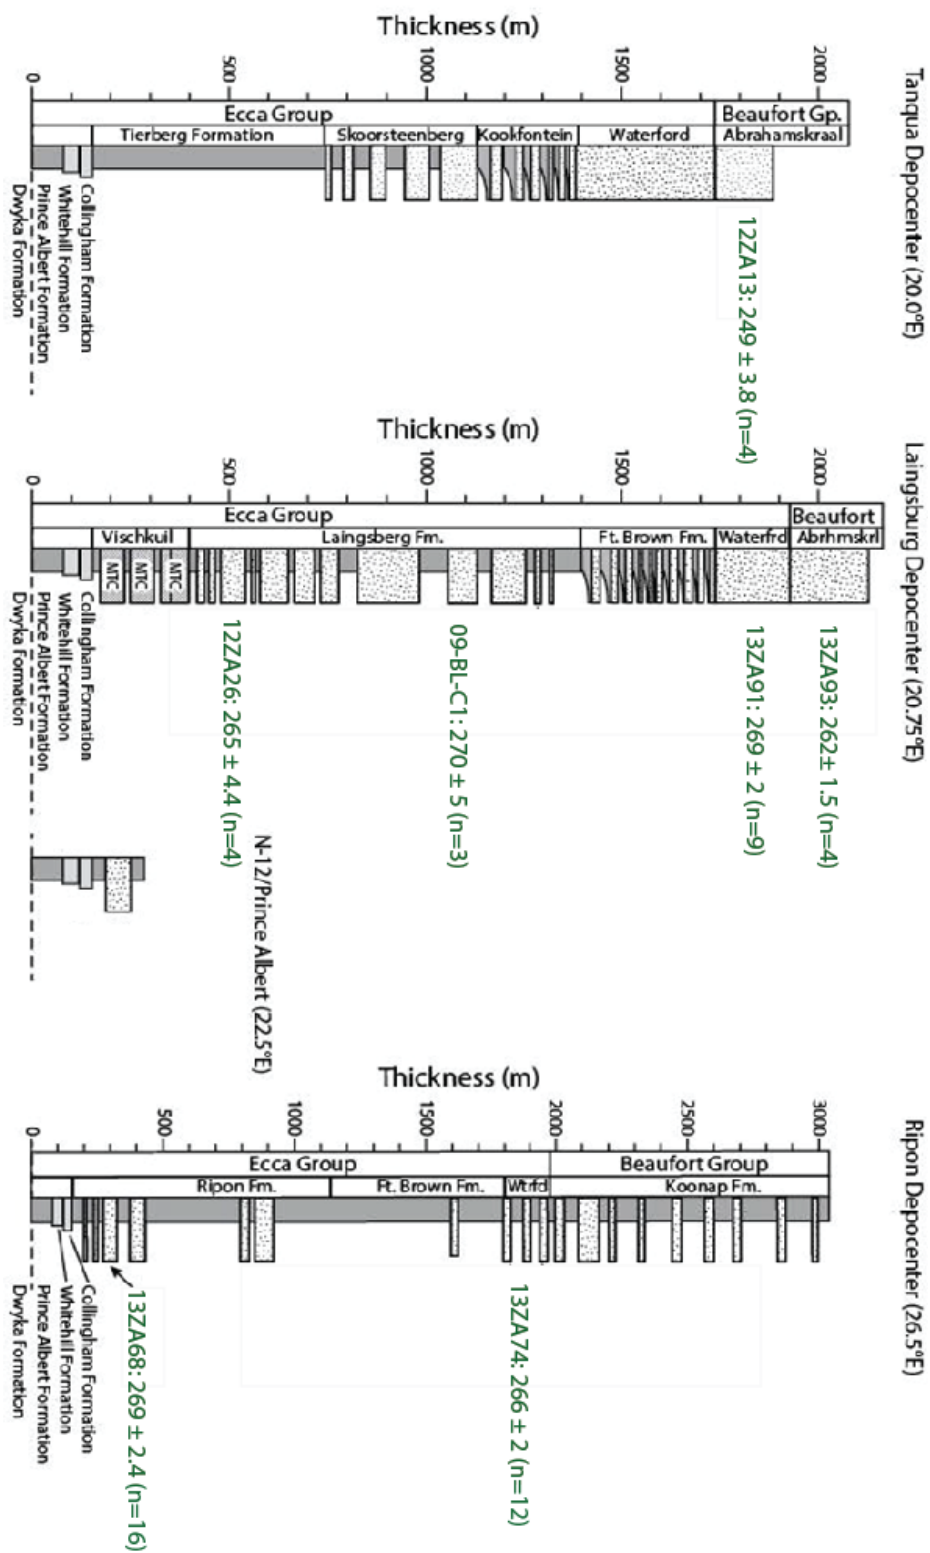 Tanqua Depocenter (20.0°E)
Thickness (m)
0
500
1000
1500
2000
Ecca Group
Beaufort Gp.
Tierberg Formation
Skoorsteenberg
Kookfontein
Waterford
Abrahamskraal
Collingham Formation
Whitehill Formation
Prince Albert Formation
Dwyka Formation
12ZA13: 249 ± 3.8 (n=4)
Laingsburg Depocenter (20.75°E)
Thickness (m)
0
500
1000
1500
2000
Ecca Group
Beaufort
Vischkuil
Laingsberg Fm.
Ft. Brown Fm.
Waterfrd
Abrhmskrl
MTC
MTC
MTC
Collingham Formation
Whitehill Formation
Prince Albert Formation
Dwyka Formation
12ZA26: 265 ± 4.4 (n=4)
09-BL-C1: 270 ± 5 (n=3)
13ZA91: 269 ± 2 (n=9)
13ZA93: 262± 1.5 (n=4)
N-12/Prince Albert (22.5°E)
Ripon Depocenter (26.5°E)
Thickness (m)
0
500
1000
1500
2000
2500
3000
Ecca Group
Beaufort Group
Ripon Fm.
Ft. Brown Fm.
Wtrfd
Koonap Fm.
Collingham Formation
Whitehill Formation
Prince Albert Formation
Dwyka Formation
13ZA68: 269 ± 2.4 (n=16)
13ZA74: 266 ± 2 (n=12)